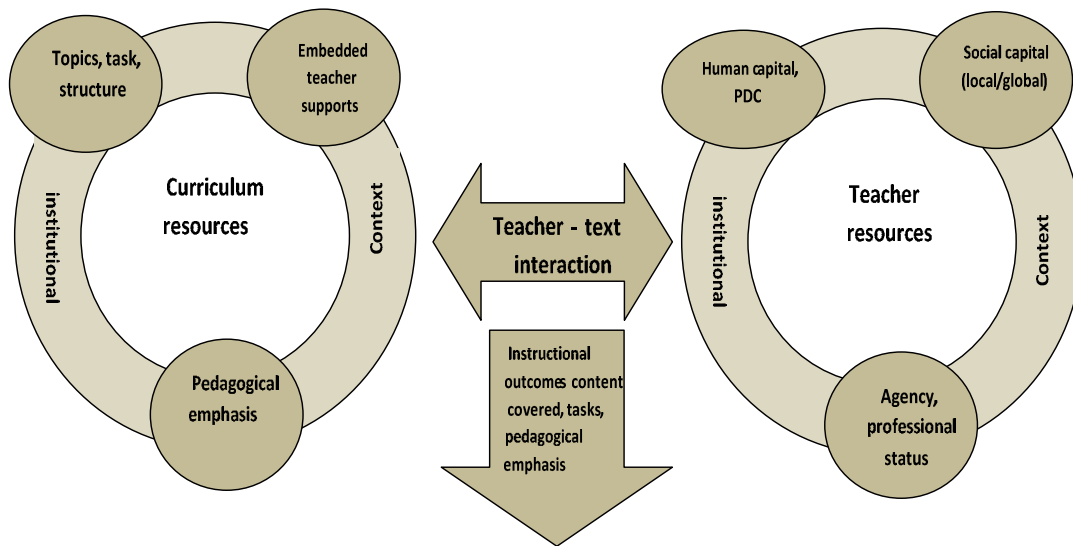 Topics, task,
structure
Embedded
teacher
supports
Curriculum
resources
institutional
Context
Pedagogical
emphasis
Teacher - text
interaction
Instructional
outcomes content
covered, tasks,
pedagogical
emphasis
Human capital,
PDC
Social capital
(local/global)
Teacher
resources
institutional
Context
Agency,
professional
status